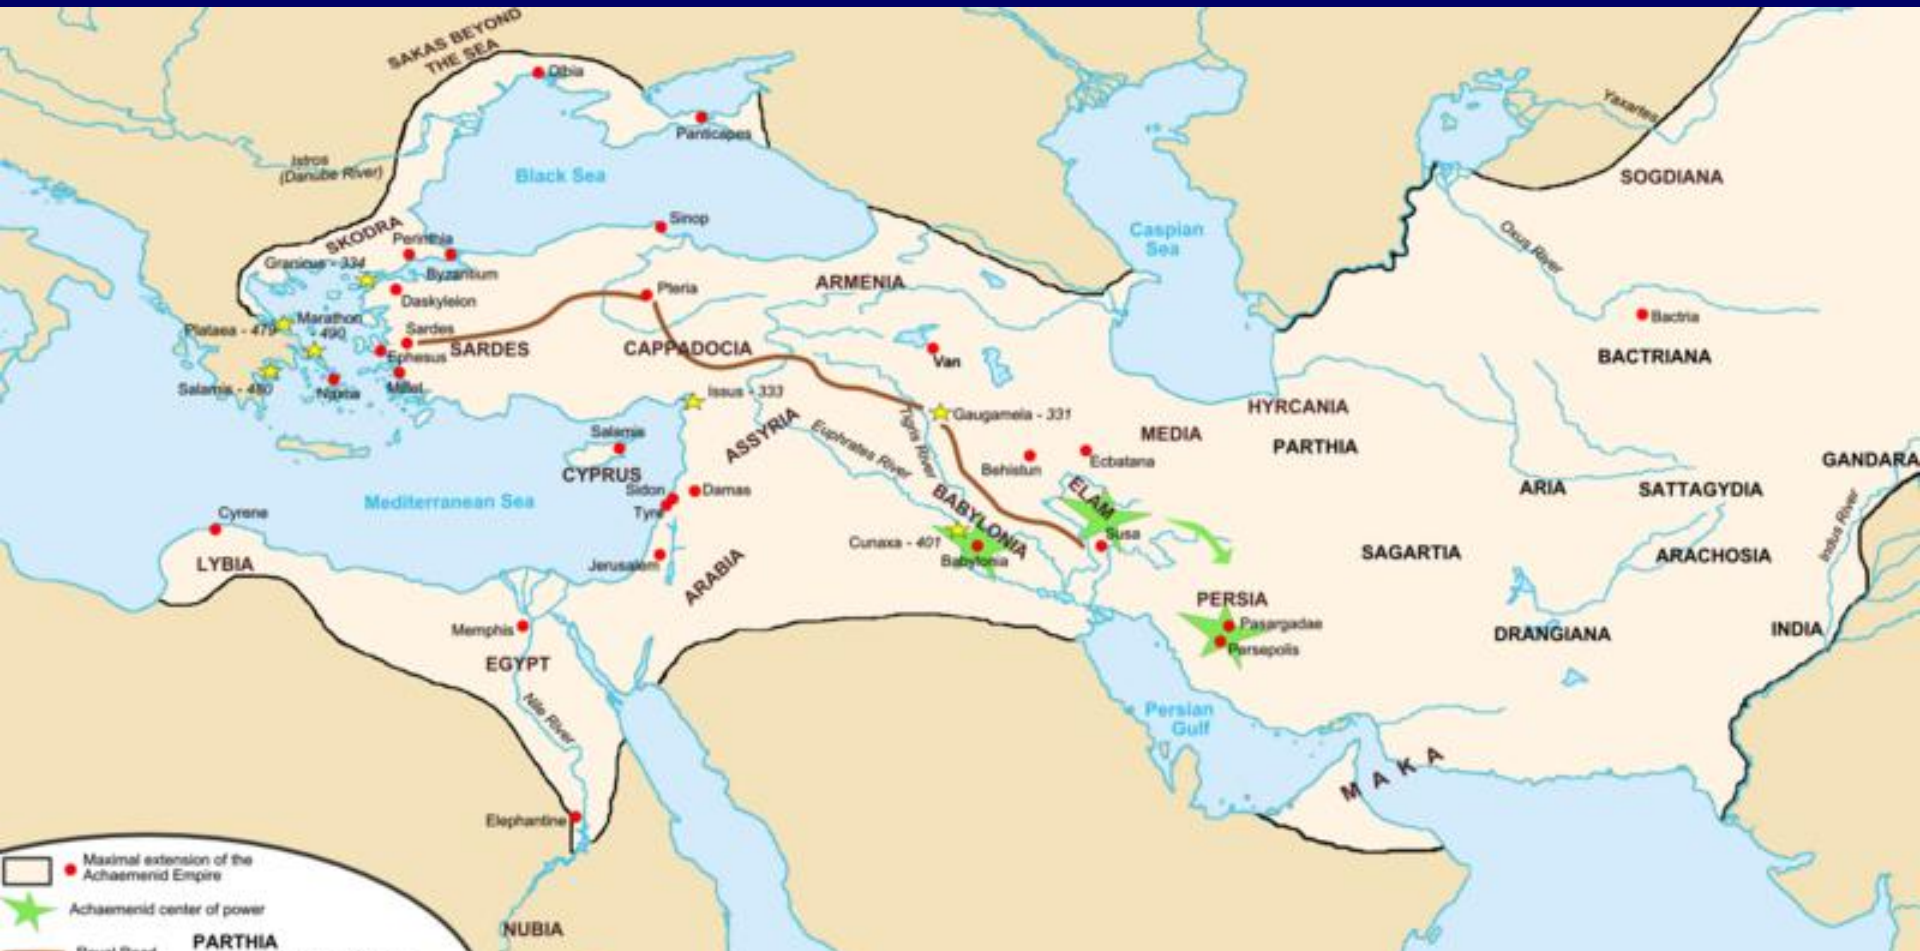 SAKAS BEYOND
THE SEA
Olbia
Panticapes
Istros
(Danube River)
Black Sea
Yaxartes
SOGDIANA
Sinop
SKODRA
Perinthia
Caspian
Sea
Oxus River
Granicus - 334
Byzantium
Daskyleion
Pteria
ARMENIA
Marathon
- 490
Plataea - 479
Bactria
Sardes
Ephesus
SARDES
CAPPADOCIA
Van
BACTRIANA
Salamis - 480
Naxos
Millet
Issus - 333
Gaugamela - 331
HYRCANIA
ASSYRIA
Euphrates River
Tigris River
MEDIA
PARTHIA
Salamis
CYPRUS
Behistun
Ecbatana
GANDARA
Sidon
Damas
Tyre
Mediterranean Sea
BABYLONIA
ELAM
ARIA
SATTAGYDIA
Indus River
Cyrene
LYBIA
Cunaxa - 401
Babylonia
Susa
SAGARTIA
ARACHOSIA
Jerusalem
ARABIA
PERSIA
Pasargadae
Persepolis
DRANGIANA
INDIA
Memphis
EGYPT
Nile River
Persian
Gulf
MAKA
Elephantine
Maximal extension of the
Achaemenid Empire
Achaemenid center of power
PARTHIA
NUBIA